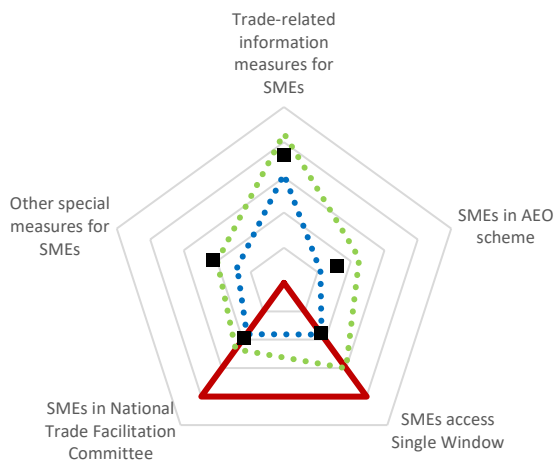 Trade-related
information
measures for
SMEs
Other special
measures for
SMEs
SMEs in AEO
scheme
SMEs in National
Trade Facilitation
Committee
SMEs access
Single Window